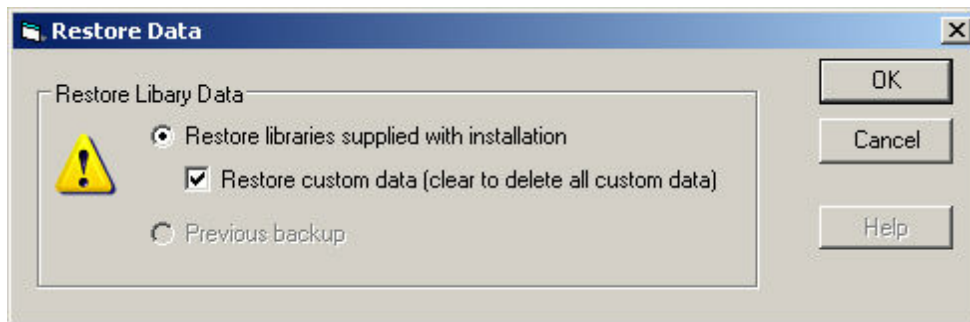 Restore Data
Restore Libary Data
Restore libraries supplied with installation
Restore custom data (clear to delete all custom data)
Previous backup
OK
Cancel
Help